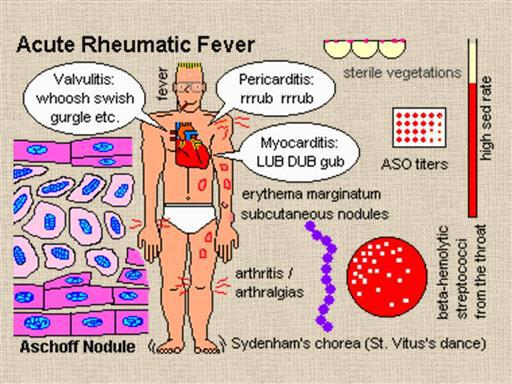 Acute Rheumatic Fever
Valvulitis:
whoosh swish
gurgle etc.
fever
Pericarditis:
rrrub rrrub
sterile vegetations
high sed rate
Myocarditis:
LUB DUB gub
ASO titers
erythema marginatum
subcutaneous nodules
arthritis /
arthralgias
beta-hemolytic
streptococci
from the throat
Aschoff Nodule
Sydenham's chorea (St. Vitus's dance)